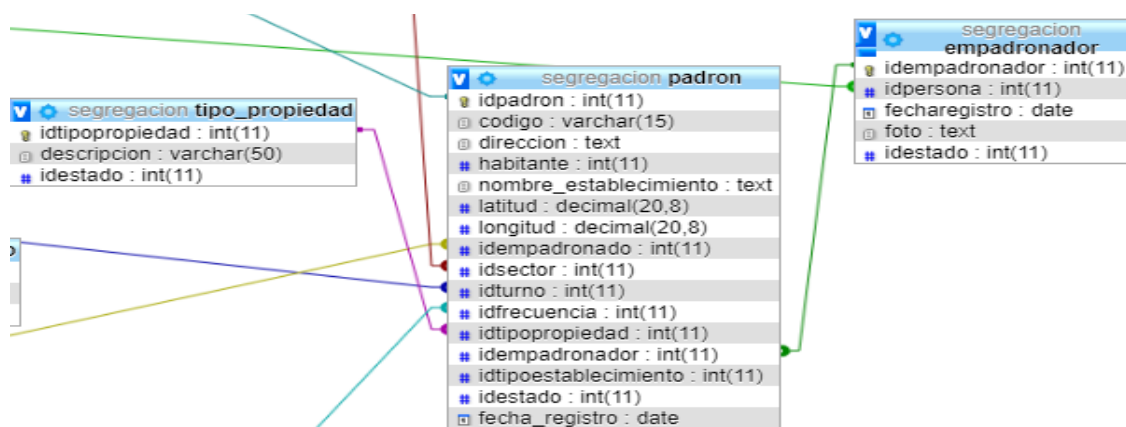 segregacion tipo_propiedad
idtipopropiedad : int(11)
descripcion : varchar(50)
idestado : int(11)
segregacion padron
idpadron : int(11)
codigo : varchar(15)
direccion : text
habitante : int(11)
nombre_establecimiento : text
latitud : decimal(20,8)
longitud : decimal(20,8)
idempadronado : int(11)
idsector : int(11)
idturno : int(11)
idfrecuencia : int(11)
idtipopropiedad : int(11)
idempadronador : int(11)
idtipoestablecimiento : int(11)
idestado : int(11)
fecha_registro : date
segregacion
empadronador
idempadronador : int(11)
idpersona : int(11)
fecharegistro : date
foto : text
idestado : int(11)